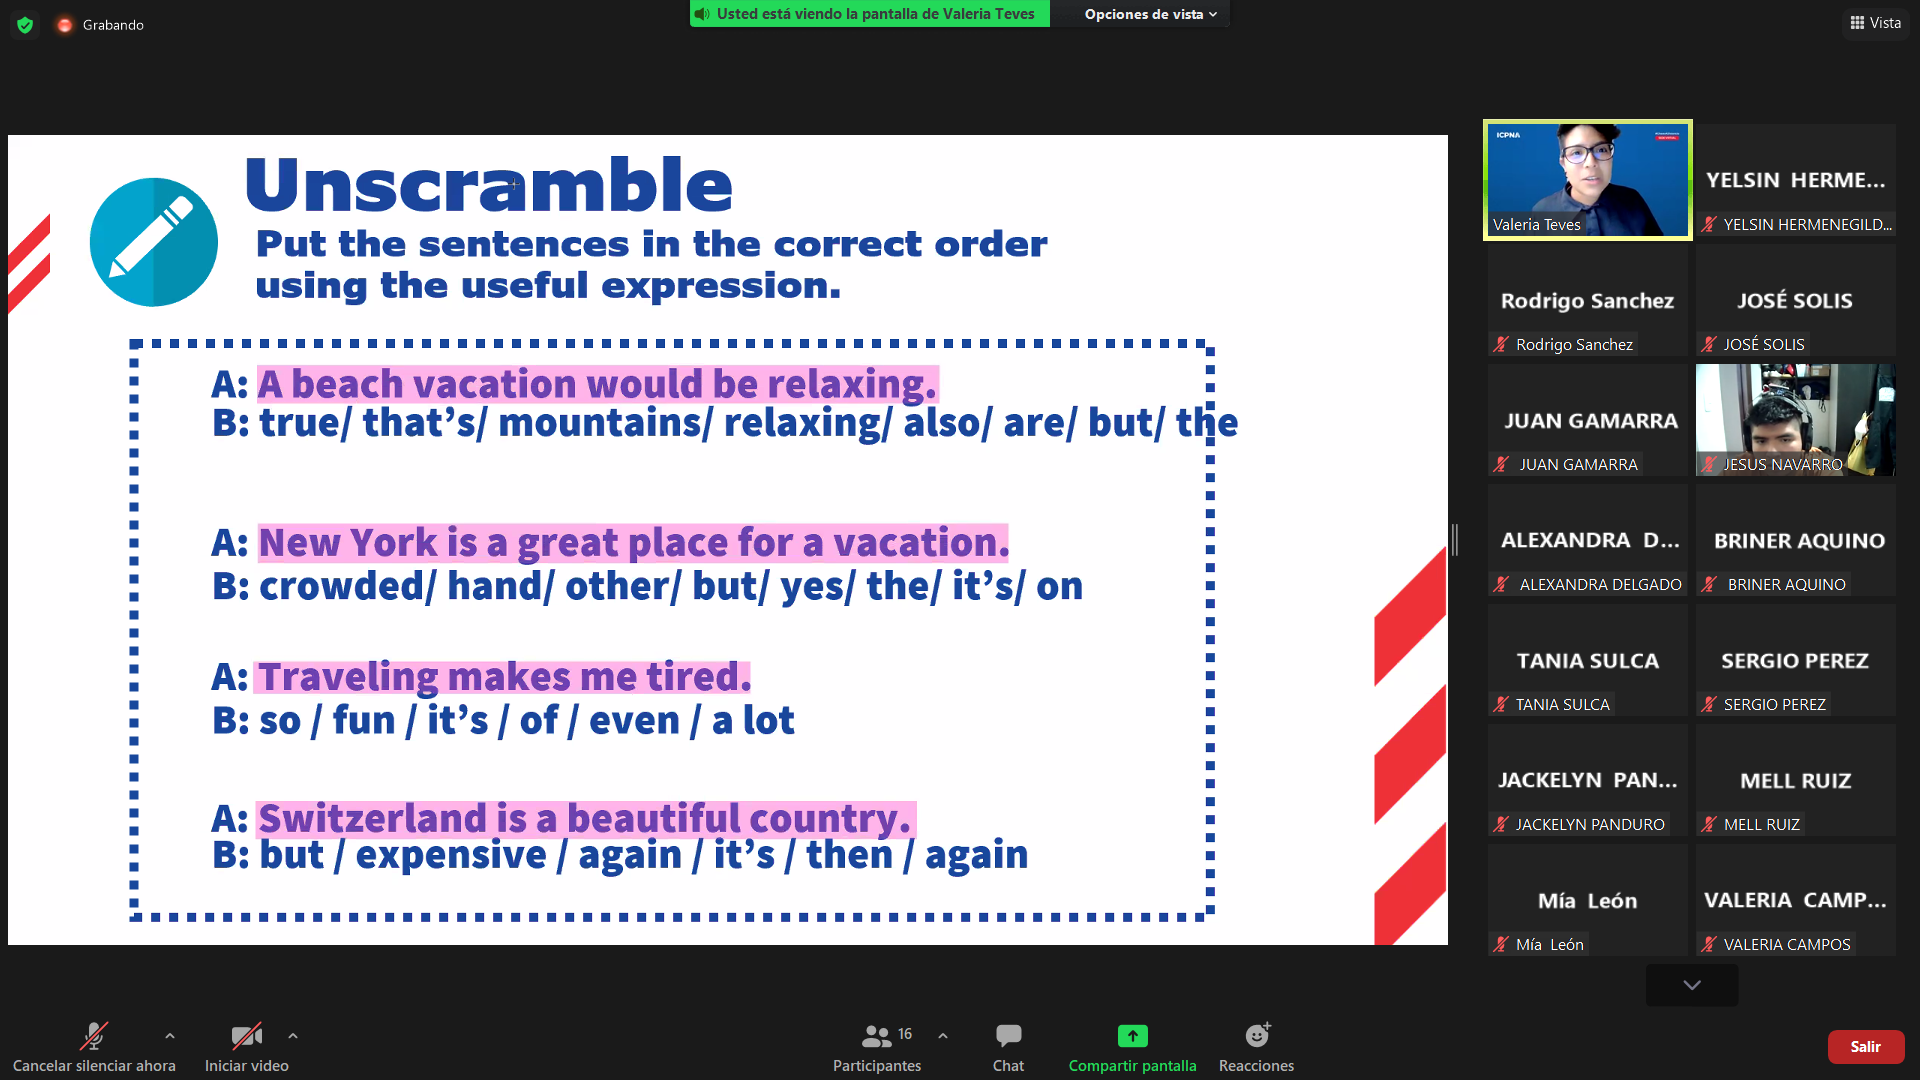 Grabando
Usted está viendo la pantalla de Valeria Teves
Opciones de vista
Vista
Unscramble
Put the sentences in the correct order
using the useful expression.
A: A beach vacation would be relaxing.
B: true/ that's/ mountains/ relaxing/ also/ are/ but/ the
A: New York is a great place for a vacation.
B: crowded/ hand/ other/ but/ yes/ the/ it's/ on
A: Traveling makes me tired.
B: so / fun / it's / of / even / a lot
A: Switzerland is a beautiful country.
B: but / expensive / again / it's / then / again
ICPNA
Valeria Teves
YELSIN HERME...
YELSIN HERMENEGILD...
Rodrigo Sanchez
Rodrigo Sanchez
JOSÉ SOLIS
JOSÉ SOLIS
JUAN GAMARRA
JUAN GAMARRA
JESUS NAVARRO
ALEXANDRA D...
ALEXANDRA DELGADO
BRINER AQUINO
BRINER AQUINO
TANIA SULCA
TANIA SULCA
SERGIO PEREZ
SERGIO PEREZ
JACKELYN PAN...
JACKELYN PANDURO
MELL RUIZ
MELL RUIZ
Mía León
Mía León
VALERIA CAMP...
VALERIA CAMPOS
Cancelar silenciar ahora
Iniciar video
16
Participantes
Chat
Compartir pantalla
Reacciones
Salir